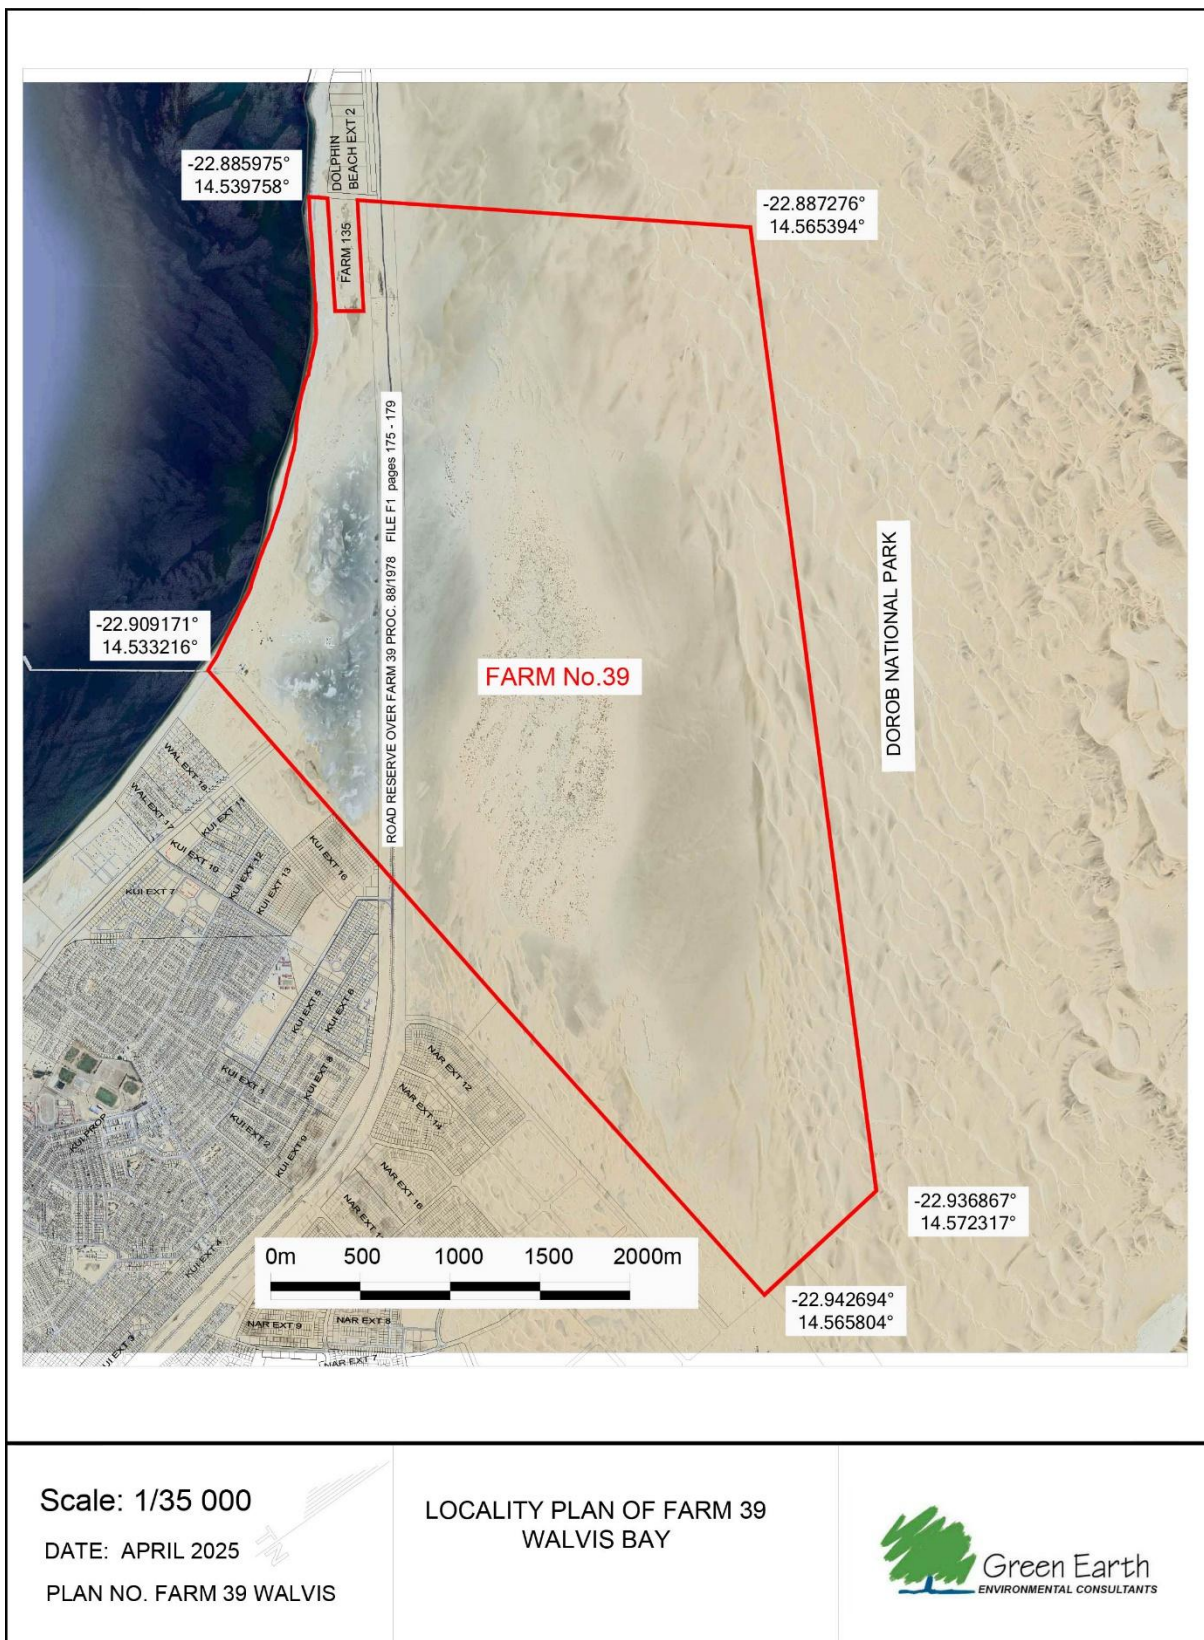 DOLPHIN
BEACH EXT 2
-22.885975°
14.539758°
-22.887276°
14.565394°
FARM 135
ROAD RESERVE OVER FARM 39 PROC. 88/1978 FILE F1 pages 175 - 179
-22.909171°
14.533216°
FARM No.39
DOROB NATIONAL PARK
WAL EXT 18
WAL EXT 17
KUI EXT 11
KUI EXT 10
KUI EXT 12
KUI EXT 13
KUI EXT 16
KUI EXT 7
KUI EXT 5
KUI EXT 6
KUI EXT 8
KUI EXT 1
KUI EXT 2
KUI EXT 9
KUI EXT 4
KUI PROP
NAR EXT 12
NAR EXT 14
NAR EXT 16
-22.936867°
14.572317°
0m 500 1000 1500 2000m
-22.942694°
14.565804°
NAR EXT 9
NAR EXT 8
NAR EXT 7
Scale: 1/35 000
DATE: APRIL 2025
PLAN NO. FARM 39 WALVIS
TN
LOCALITY PLAN OF FARM 39
WALVIS BAY
Green Earth
ENVIRONMENTAL CONSULTANTS